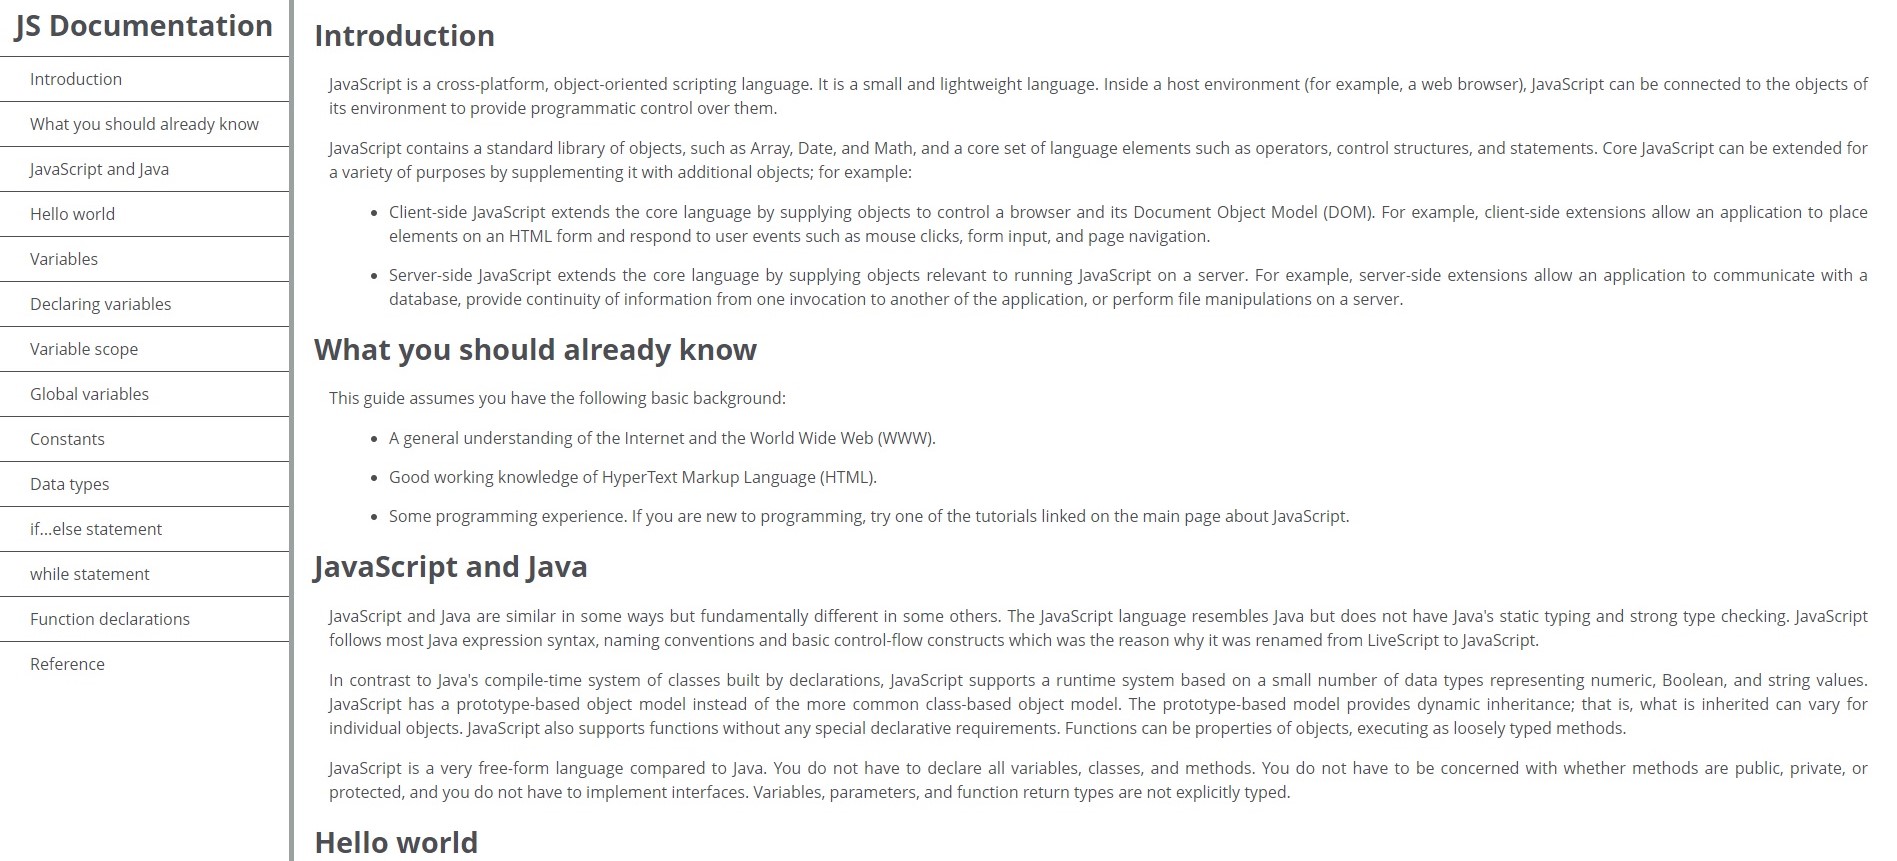 JS Documentation
Introduction
What you should already know
JavaScript and Java
Hello world
Variables
Declaring variables
Variable scope
Global variables
Constants
Data types
if...else statement
while statement
Function declarations
Reference
Introduction
JavaScript is a cross-platform, object-oriented scripting language. It is a small and lightweight language. Inside a host environment (for example, a web browser), JavaScript can be connected to the objects of
its environment to provide programmatic control over them.
JavaScript contains a standard library of objects, such as Array, Date, and Math, and a core set of language elements such as operators, control structures, and statements. Core JavaScript can be extended for
a variety of purposes by supplementing it with additional objects; for example:
• Client-side JavaScript extends the core language by supplying objects to control a browser and its Document Object Model (DOM). For example, client-side extensions allow an application to place
elements on an HTML form and respond to user events such as mouse clicks, form input, and page navigation.
• Server-side JavaScript extends the core language by supplying objects relevant to running JavaScript on a server. For example, server-side extensions allow an application to communicate with a
database, provide continuity of information from one invocation to another of the application, or perform file manipulations on a server.
What you should already know
This guide assumes you have the following basic background:
• A general understanding of the Internet and the World Wide Web (WWW).
• Good working knowledge of HyperText Markup Language (HTML).
• Some programming experience. If you are new to programming, try one of the tutorials linked on the main page about JavaScript.
JavaScript and Java
JavaScript and Java are similar in some ways but fundamentally different in some others. The JavaScript language resembles Java but does not have Java's static typing and strong type checking. JavaScript
follows most Java expression syntax, naming conventions and basic control-flow constructs which was the reason why it was renamed from LiveScript to JavaScript.
In contrast to Java's compile-time system of classes built by declarations, JavaScript supports a runtime system based on a small number of data types representing numeric, Boolean, and string values.
JavaScript has a prototype-based object model instead of the more common class-based object model. The prototype-based model provides dynamic inheritance; that is, what is inherited can vary for
individual objects. JavaScript also supports functions without any special declarative requirements. Functions can be properties of objects, executing as loosely typed methods.
JavaScript is a very free-form language compared to Java. You do not have to declare all variables, classes, and methods. You do not have to be concerned with whether methods are public, private, or
protected, and you do not have to implement interfaces. Variables, parameters, and function return types are not explicitly typed.
Hello world